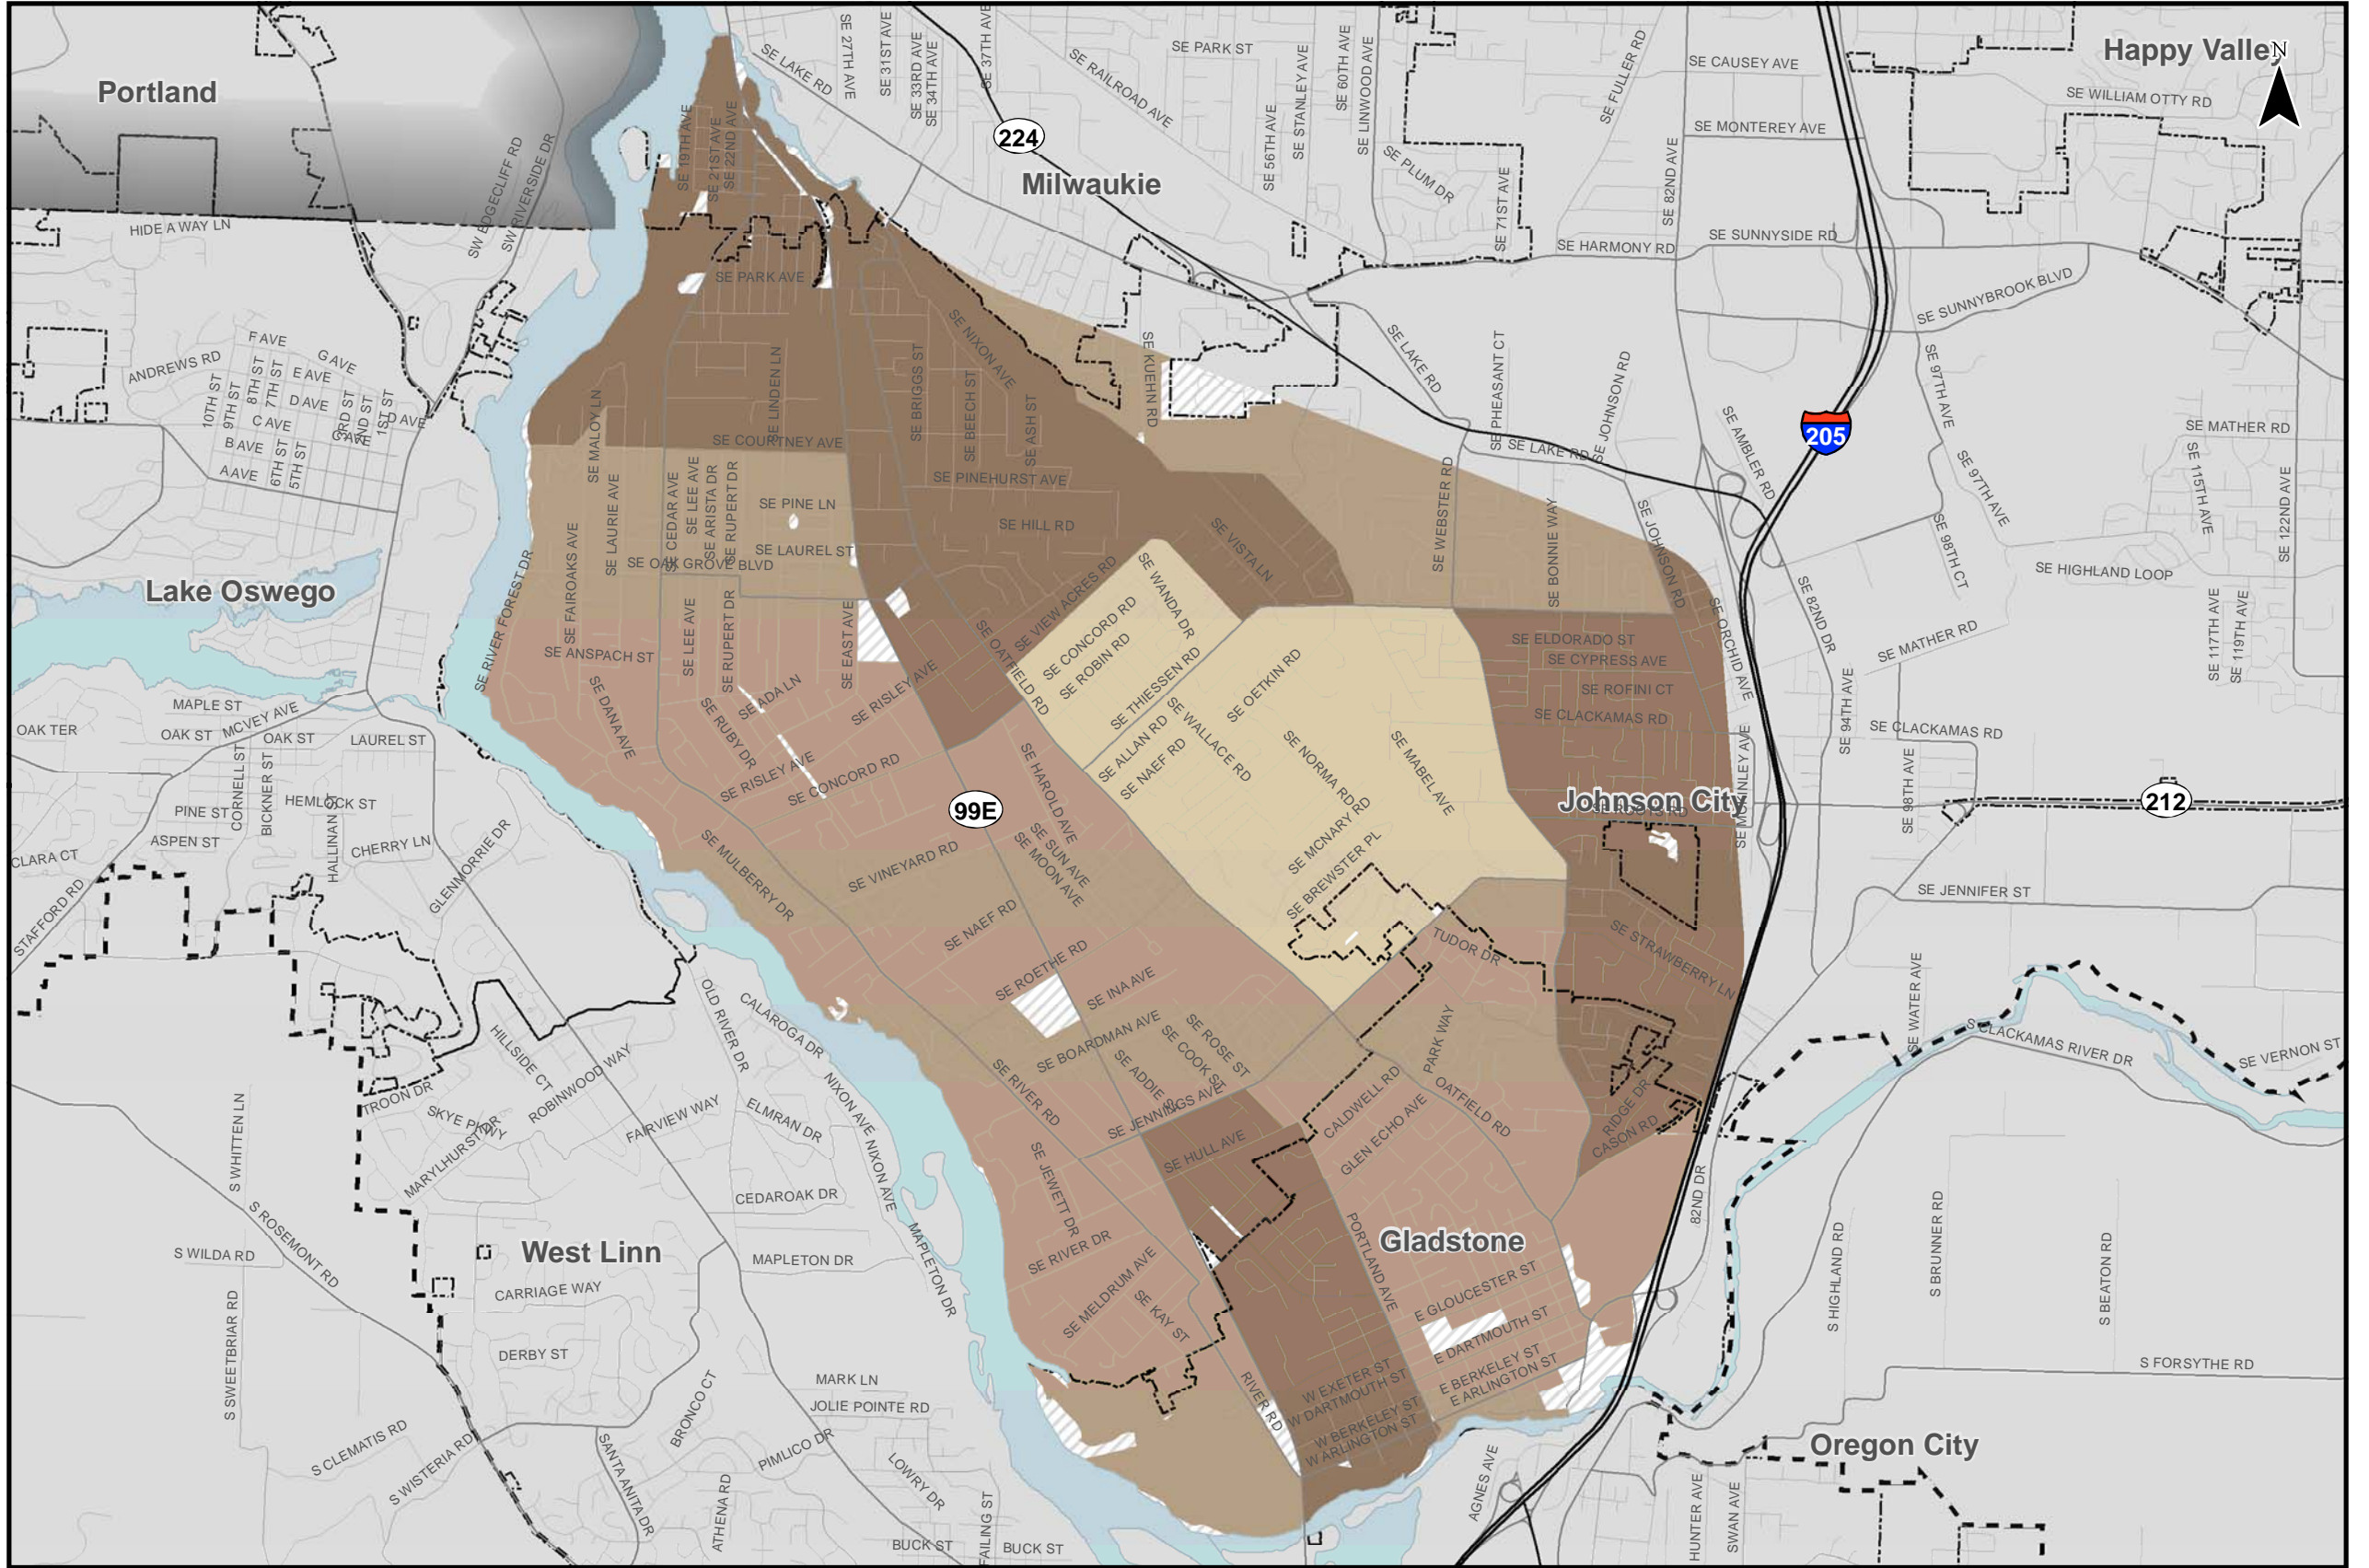 Portland
Happy Valley
N
Milwaukie
224
Lake Oswego
205
99E
Johnson City
212
West Linn
Gladstone
Oregon City
SE LAKE RD
SE 27TH AVE
SE 31ST AVE
SE 33RD AVE
SE 34TH AVE
SE 37TH AVE
SE RAILROAD AVE
SE PARK ST
SE 56TH AVE
SE STANLEY AVE
SE 60TH AVE
SE LINWOOD AVE
SE PLUM DR
SE 71ST AVE
SE FULLER RD
SE 82ND AVE
SE CAUSEY AVE
SE MONTEREY AVE
SE WILLIAM OTTY RD
SE HARMONY RD
SE SUNNYSIDE RD
SE SUNNYBROOK BLVD
HIDE A WAY LN
SW EDGECLIFF RD
SW RIVERSIDE DR
SE 19TH AVE
SE 21ST AVE
SE 22ND AVE
SE PARK AVE
ANDREWS RD
F AVE
G AVE
E AVE
D AVE
C AVE
B AVE
A AVE
10TH ST
9TH ST
8TH ST
7TH ST
6TH ST
5TH ST
3RD ST
2ND ST
1ST ST
D AVE
SE MALOY LN
SE LINDEN LN
SE BRIGGS ST
SE BEECH ST
SE NIXON AVE
SE ASH ST
SE KUEHN RD
SE LAKE RD
SE PHEASANT CT
SE JOHNSON RD
SE LAKE RD
SE AMBLER RD
SE 97TH AVE
SE 97TH AVE
SE MATHER RD
SE 115TH AVE
SE 122ND AVE
SE COURTNEY AVE
SE PINEHURST AVE
SE HILL RD
SE VISTA LN
SE WEBSTER RD
SE BONNIE WAY
SE JOHNSON RD
SE 98TH CT
SE HIGHLAND LOOP
SE CEDAR AVE
SE LEE AVE
SE ARISTA DR
SE RUPERT DR
SE PINE LN
SE LAUREL ST
SE OAK GROVE BLVD
SE LAURIE AVE
SE FAIROAKS AVE
SE RIVER FOREST DR
SE ANSPACH ST
SE LEE AVE
SE RUPERT DR
SE EAST AVE
SE OATFIELD RD
SE VIEW ACRES RD
SE CONCORD RD
SE ROBIN RD
SE WANDA DR
SE THIESSEN RD
SE OETKIN RD
SE ELDORADO ST
SE CYPRESS AVE
SE ROFINI CT
SE CLACKAMAS RD
SE ORCHID AVE
SE 82ND DR
SE MATHER RD
SE 117TH AVE
SE 119TH AVE
SE 94TH AVE
SE CLACKAMAS RD
SE MCKINLEY AVE
SE ROOTS RD
SE 98TH AVE
MAPLE ST
OAK TER
OAK ST
MCVEY AVE
OAK ST
LAUREL ST
SE DANA AVE
SE RUBY DR
SE ADA LN
SE RISLEY AVE
SE RISLEY AVE
SE CONCORD RD
SE HAROLD AVE
SE ALLAN RD
SE NAEF RD
SE WALLACE RD
SE NORMA RD
SE MABEL AVE
SE MCNARY RD
SE BREWSTER PL
PINE ST
CORNELL ST
BICKNER ST
HEMLOCK ST
HALLINAN ST
ASPEN ST
CHERRY LN
GLENMORRIE DR
CLARA CT
STAFFORD RD
SE MULBERRY DR
SE VINEYARD RD
SE SUN AVE
SE MOON AVE
SE NAEF RD
SE ROETHE RD
SE INA AVE
SE JENNIFER ST
SE STRAWBERRY LN
TUDOR DR
OLD RIVER DR
CALAROGA DR
SE BOARDMAN AVE
SE ROSE ST
SE COOK ST
SE JENNINGS AVE
PARK WAY
SE WATER AVE
S CLACKAMAS RIVER DR
SE VERNON ST
HILLSIDE CT
ROBINWOOD WAY
TROON DR
SKYE PKWY
MARYLHURST DR
FAIRVIEW WAY
ELMRAN DR
NIXON AVE
NIXON AVE
SE RIVER RD
SE HULL AVE
CALDWELL RD
GLEN ECHO AVE
OATFIELD RD
RIDGE DR
CASON RD
82ND DR
S WHITTEN LN
S ROSEMONT RD
S WILDA RD
CEDAROAK DR
MAPLETON DR
MAPLETON DR
CARRIAGE WAY
SE JEWETT DR
SE RIVER DR
SE MELDRUM AVE
SE KAY ST
PORTLAND AVE
E GLOUCESTER ST
E DARTMOUTH ST
E BERKELEY ST
E ARLINGTON ST
S HIGHLAND RD
S BRUNNER RD
S BEATON RD
S FORSYTHE RD
S SWEETBRIAR RD
DERBY ST
MARK LN
JOLIE POINTE RD
BRONCO CT
S CLEMATIS RD
S WISTERIA RD
SANTA ANITA DR
ATHENA RD
PIMLICO DR
LOWRY DR
BUCK ST
FAILING ST
BUCK ST
RIVER RD
W EXETER ST
W DARTMOUTH ST
W BERKELEY ST
W ARLINGTON ST
AGNES AVE
HUNTER AVE
SWAN AVE